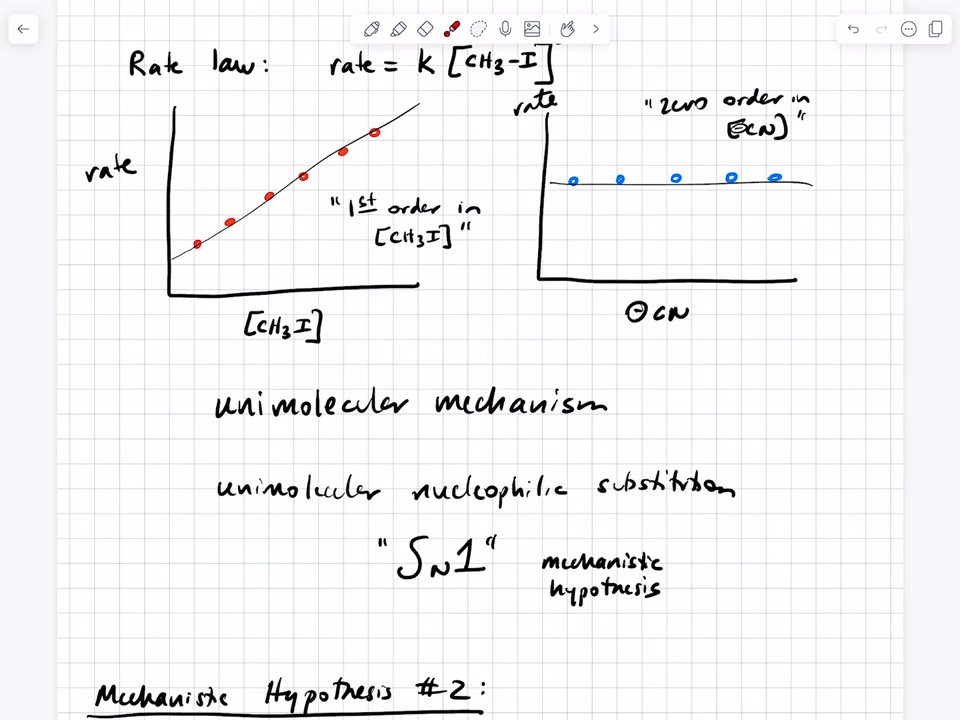 Rate law: rate = k [CH3-I]
rate
"zero order in
[⊖CN]"
rate
"1st order in
[CH3I]"
[CH3I]
⊖CN
unimolecular mechanism
unimolecular nucleophilic substitution
"SN1"
mechanistic
hypothesis
Mechanistic Hypothesis #2: